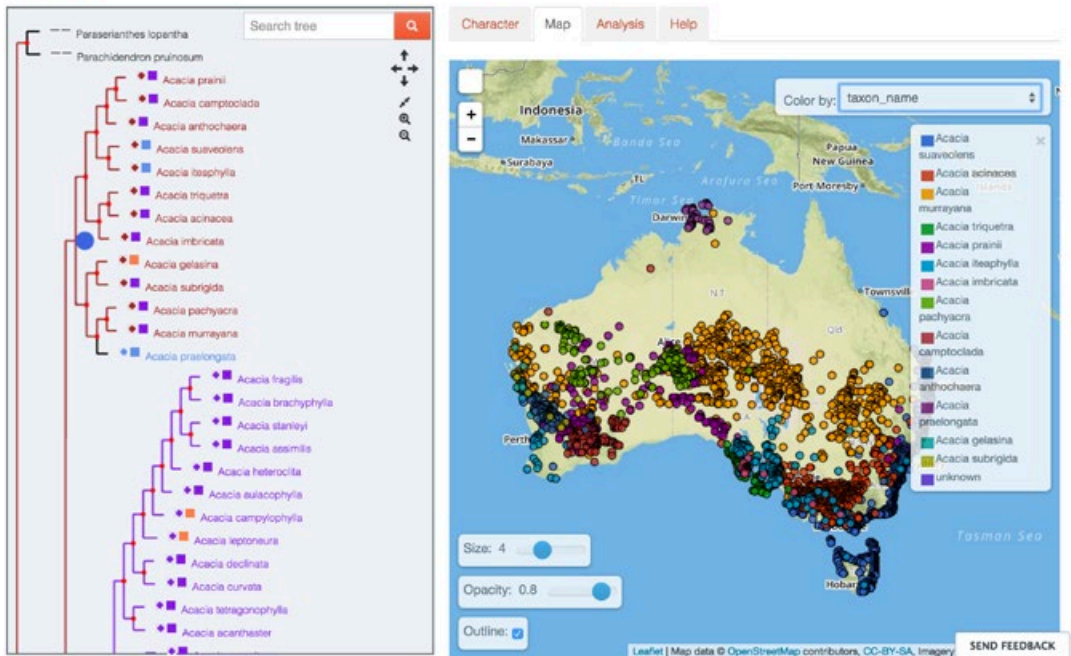 Search tree
Paraserianthes lopantha
Parachidendron pruinosum
Acacia prainii
Acacia camptoclada
Acacia anthochaera
Acacia suaveolens
Acacia iteaphylla
Acacia triquetra
Acacia acinacea
Acacia imbricata
Acacia gelasina
Acacia subrigida
Acacia pachyacra
Acacia murrayana
Acacia praelongata
Acacia fragilis
Acacia brachyphylla
Acacia stanleyi
Acacia assimilis
Acacia heteroclita
Acacia aulacophylla
Acacia campylophylla
Acacia leptoneura
Acacia declinata
Acacia curvata
Acacia tetragonophylla
Acacia acanthaster
Character Map Analysis Help
+
−
Color by: taxon_name
Indonesia
Makassar
Banda Sea
Surabaya
Papua
New Guinea
TL
Arafura Sea
Port Moresby
Timor Sea
Darwin
Townsvill
N.T.
Qld
Alice
Perth
Hobar
Tasman Sea
Acacia
suaveolens
Acacia acinacea
Acacia
murrayana
Acacia triquetra
Acacia prainii
Acacia iteaphylla
Acacia imbricata
Acacia
pachyacra
Acacia
camptoclada
Acacia
anthochaera
Acacia
praelongata
Acacia gelasina
Acacia subrigida
unknown
Size: 4
Opacity: 0.8
Outline:
Leaflet | Map data © OpenStreetMap contributors, CC-BY-SA, Imagery
SEND FEEDBACK